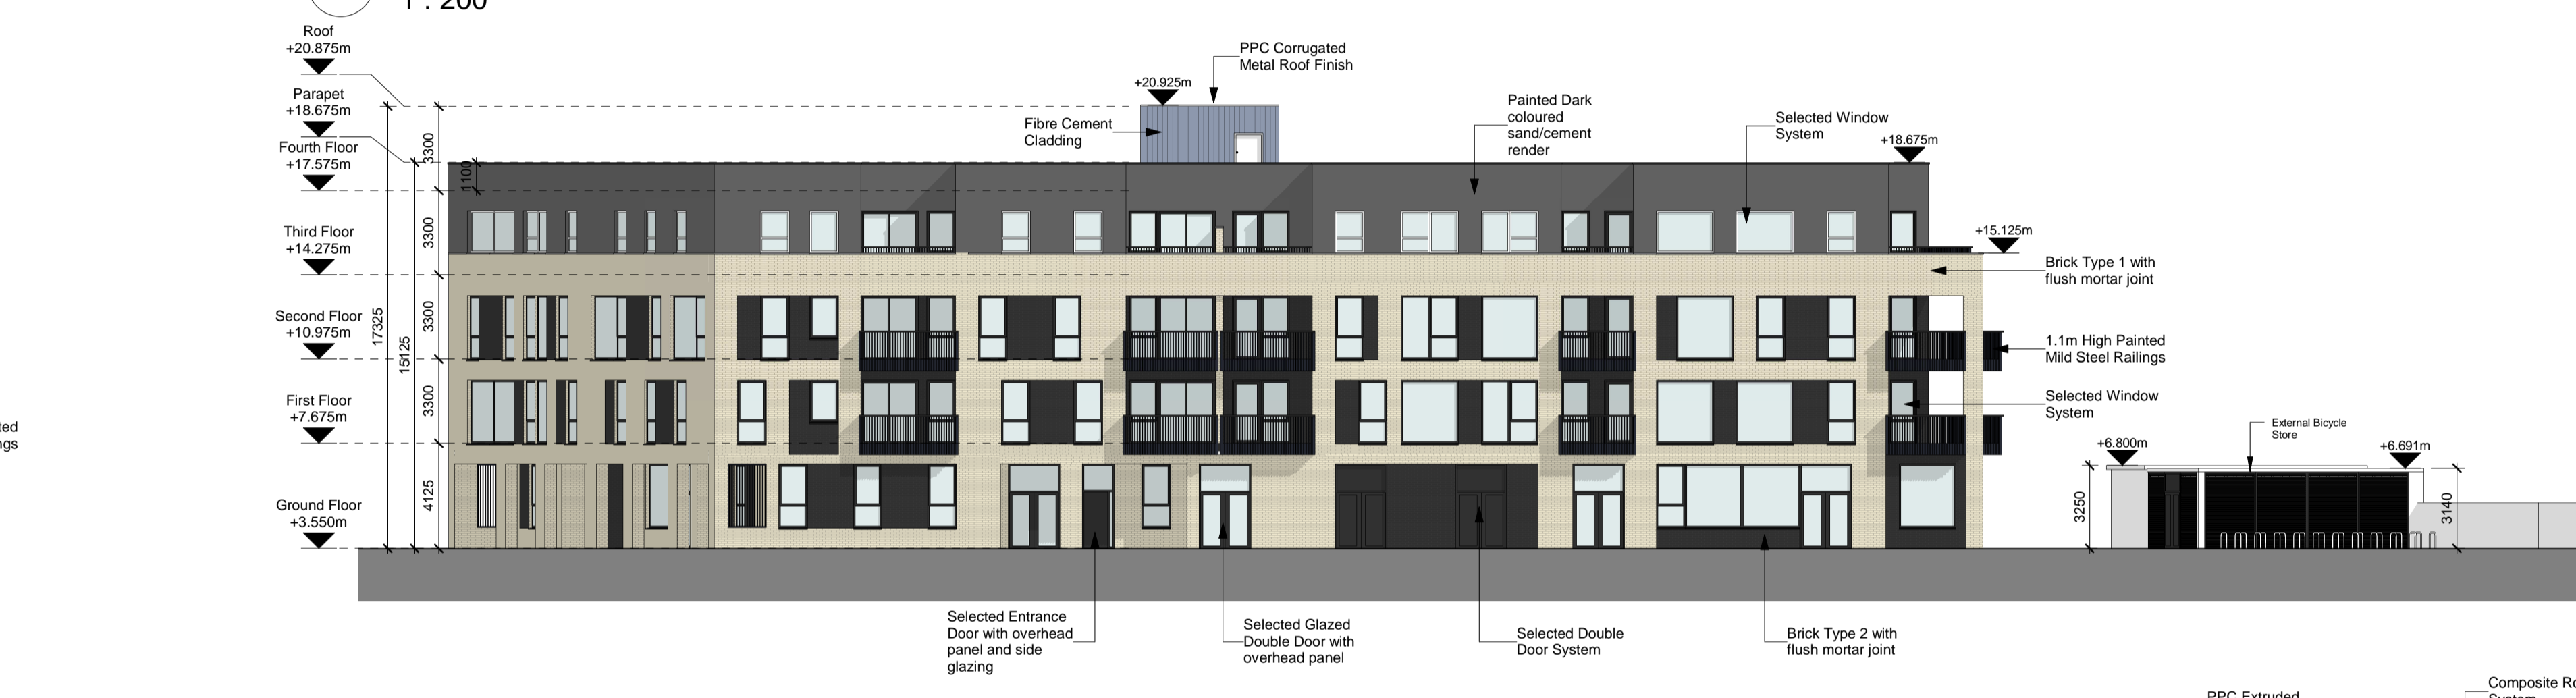 1 : 200
Roof
+20.875m
Parapet
+18.675m
Fourth Floor
+17.575m
Third Floor
+14.275m
Second Floor
+10.975m
First Floor
+7.675m
Ground Floor
+3.550m
17325
15125
3300
1100
3300
3300
3300
4125
+20.925m
PPC Corrugated
Metal Roof Finish
Fibre Cement
Cladding
Painted Dark
coloured
sand/cement
render
Selected Window
System
+18.675m
+15.125m
Brick Type 1 with
flush mortar joint
1.1m High Painted
Mild Steel Railings
Selected Window
System
External Bicycle
Store
+6.800m
+6.691m
3250
3140
Selected Entrance
Door with overhead
panel and side
glazing
Selected Glazed
Double Door with
overhead panel
Selected Double
Door System
Brick Type 2 with
flush mortar joint
PPC Extruded
Composite